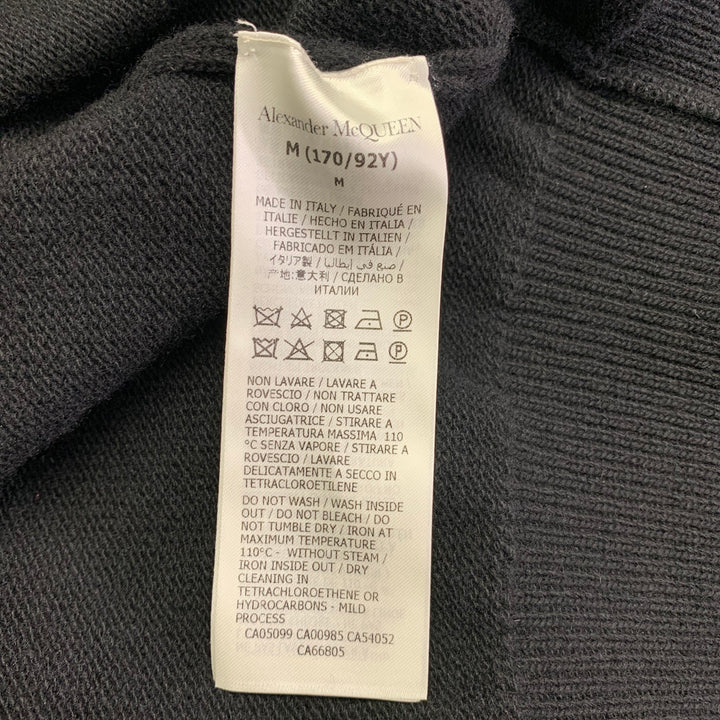 Alexander McQUEEN
M (170/92Y)
M
MADE IN ITALY / FABRIQUÉ EN
ITALIE / HECHO EN ITALIA /
HERGESTELLT IN ITALIEN /
FABRICADO EM ITÁLIA /
イタリア製 / صنع في إيطاليا /
产地:意大利 / СДЕЛАНО В
ИТАЛИИ
P
P
NON LAVARE / LAVARE A
ROVESCIO / NON TRATTARE
CON CLORO / NON USARE
ASCIUGATRICE / STIRARE A
TEMPERATURA MASSIMA 110
°C SENZA VAPORE / STIRARE A
ROVESCIO / LAVARE
DELICATAMENTE A SECCO IN
TETRACLOROETILENE
DO NOT WASH / WASH INSIDE
OUT / DO NOT BLEACH / DO
NOT TUMBLE DRY / IRON AT
MAXIMUM TEMPERATURE
110°C - WITHOUT STEAM /
IRON INSIDE OUT / DRY
CLEANING IN
TETRACHLOROETHENE OR
HYDROCARBONS - MILD
PROCESS
CA05099 CA00985 CA54052
CA66805